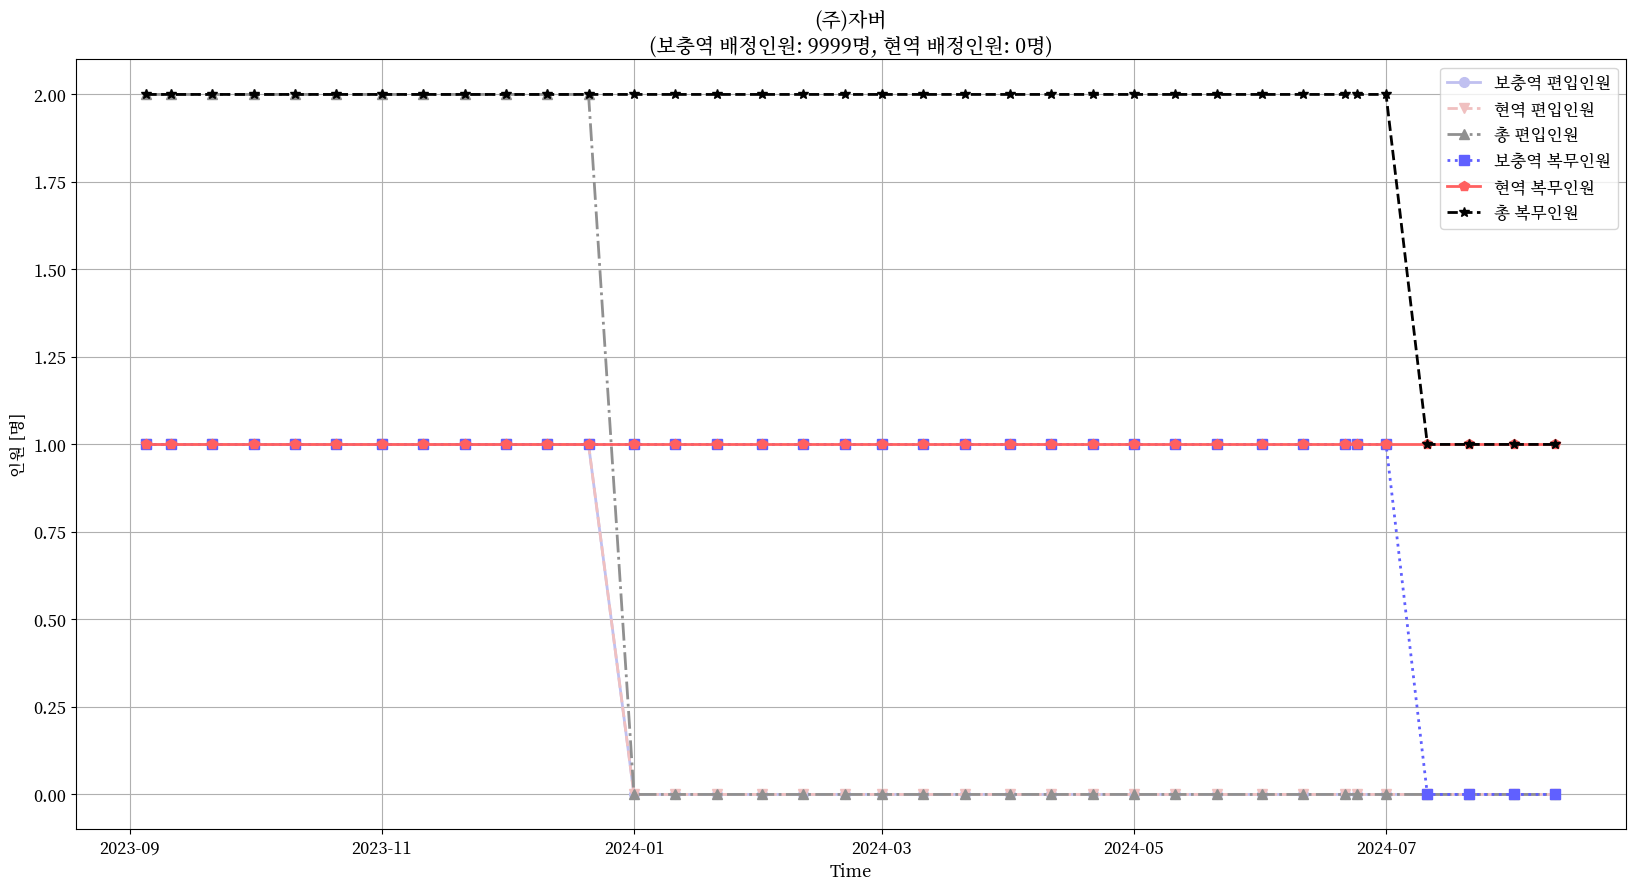 (주)자버
(보충역 배정인원: 9999명, 현역 배정인원: 0명)
보충역 편입인원
현역 편입인원
총 편입인원
보충역 복무인원
현역 복무인원
총 복무인원
인원 [명]
2.00
1.75
1.50
1.25
1.00
0.75
0.50
0.25
0.00
2023-09
2023-11
2024-01
2024-03
2024-05
2024-07
Time